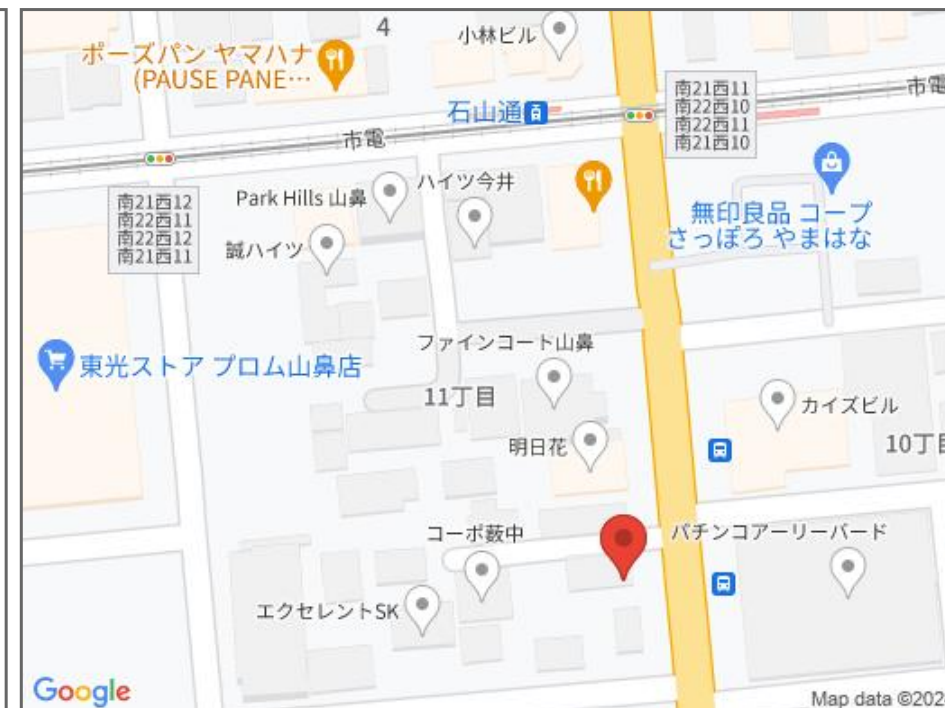 4
小林ビル
ポーズパン ヤマハナ
(PAUSE PANE…
石山通
市電
南21西11
南22西10
南22西11
南21西10
市電
南21西12
南22西11
南22西12
南21西11
Park Hills 山鼻
ハイツ今井
誠ハイツ
無印良品 コープ
さっぽろ やまはな
ファインコート山鼻
東光ストア プロム山鼻店
11丁目
カイズビル
明日花
10丁目
コーポ薮中
パチンコアーリーバード
エクセレントSK
Google
Map data ©202